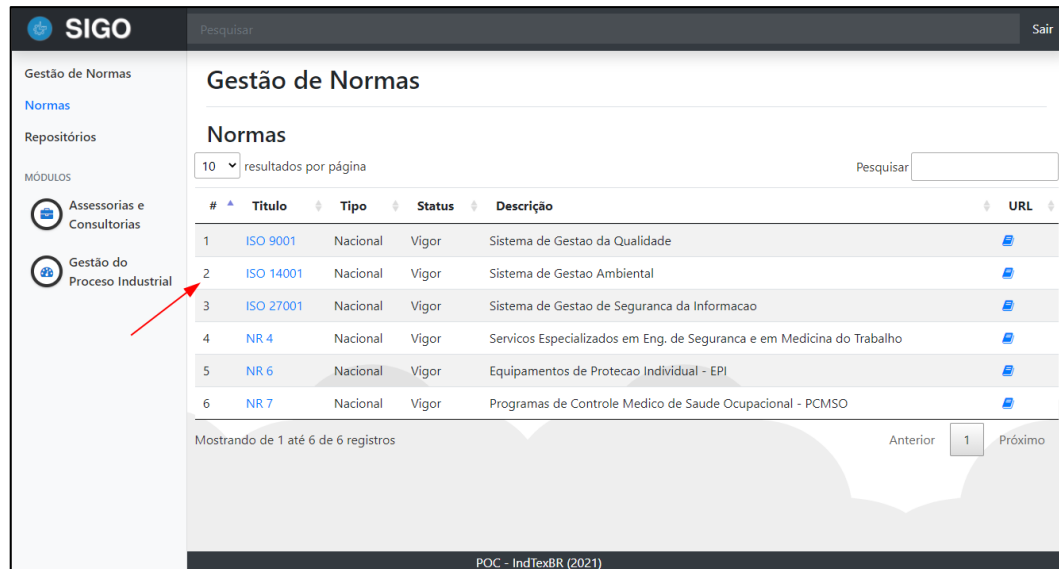 SIGO
Pesquisar
Sair
Gestão de Normas
Normas
Repositórios
MÓDULOS
Assessorias e
Consultorias
Gestão do
Proceso Industrial
Gestão de Normas
Normas
10 resultados por página
Pesquisar
# Titulo Tipo Status Descrição URL
1 ISO 9001 Nacional Vigor Sistema de Gestao da Qualidade
2 ISO 14001 Nacional Vigor Sistema de Gestao Ambiental
3 ISO 27001 Nacional Vigor Sistema de Gestao de Seguranca da Informacao
4 NR 4 Nacional Vigor Servicos Especializados em Eng. de Seguranca e em Medicina do Trabalho
5 NR 6 Nacional Vigor Equipamentos de Protecao Individual - EPI
6 NR 7 Nacional Vigor Programas de Controle Medico de Saude Ocupacional - PCMSO
Mostrando de 1 até 6 de 6 registros
Anterior 1 Próximo
POC - IndTexBR (2021)